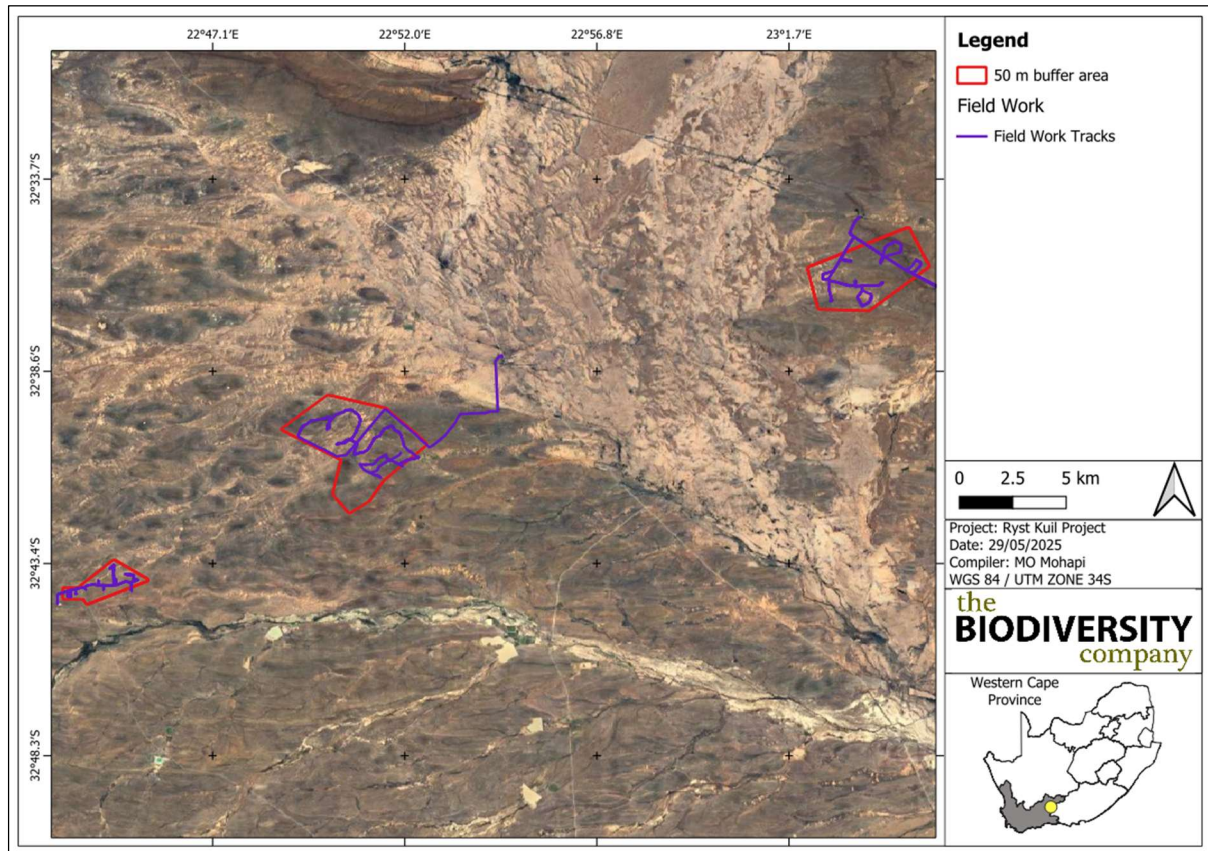 22°47.1'E 22°52.0'E 22°56.8'E 23°1.7'E
32°33.7'S
32°38.6'S
32°43.4'S
32°48.3'S
Legend
50 m buffer area
Field Work
Field Work Tracks
0 2.5 5 km
Project: Ryst Kuil Project
Date: 29/05/2025
Compiler: MO Mohapi
WGS 84 / UTM ZONE 34S
the
BIODIVERSITY
company
Western Cape
Province